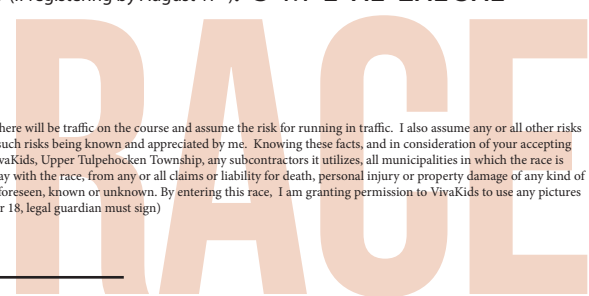 (if registering by August 
RACE
here will be traffic on the course and assume the risk for running in traffic.  I also assume any or all other risks
such risks being known and appreciated by me.  Knowing these facts, and in consideration of your accepting
vaKids, Upper Tulpehocken Township, any subcontractors it utilizes, all municipalities in which the race is
ay with the race, from any or all claims or liability for death, personal injury or property damage of any kind of
foreseen, known or unknown. By entering this race,  I am granting permission to VivaKids to use any pictures
r 18, legal guardian must sign)